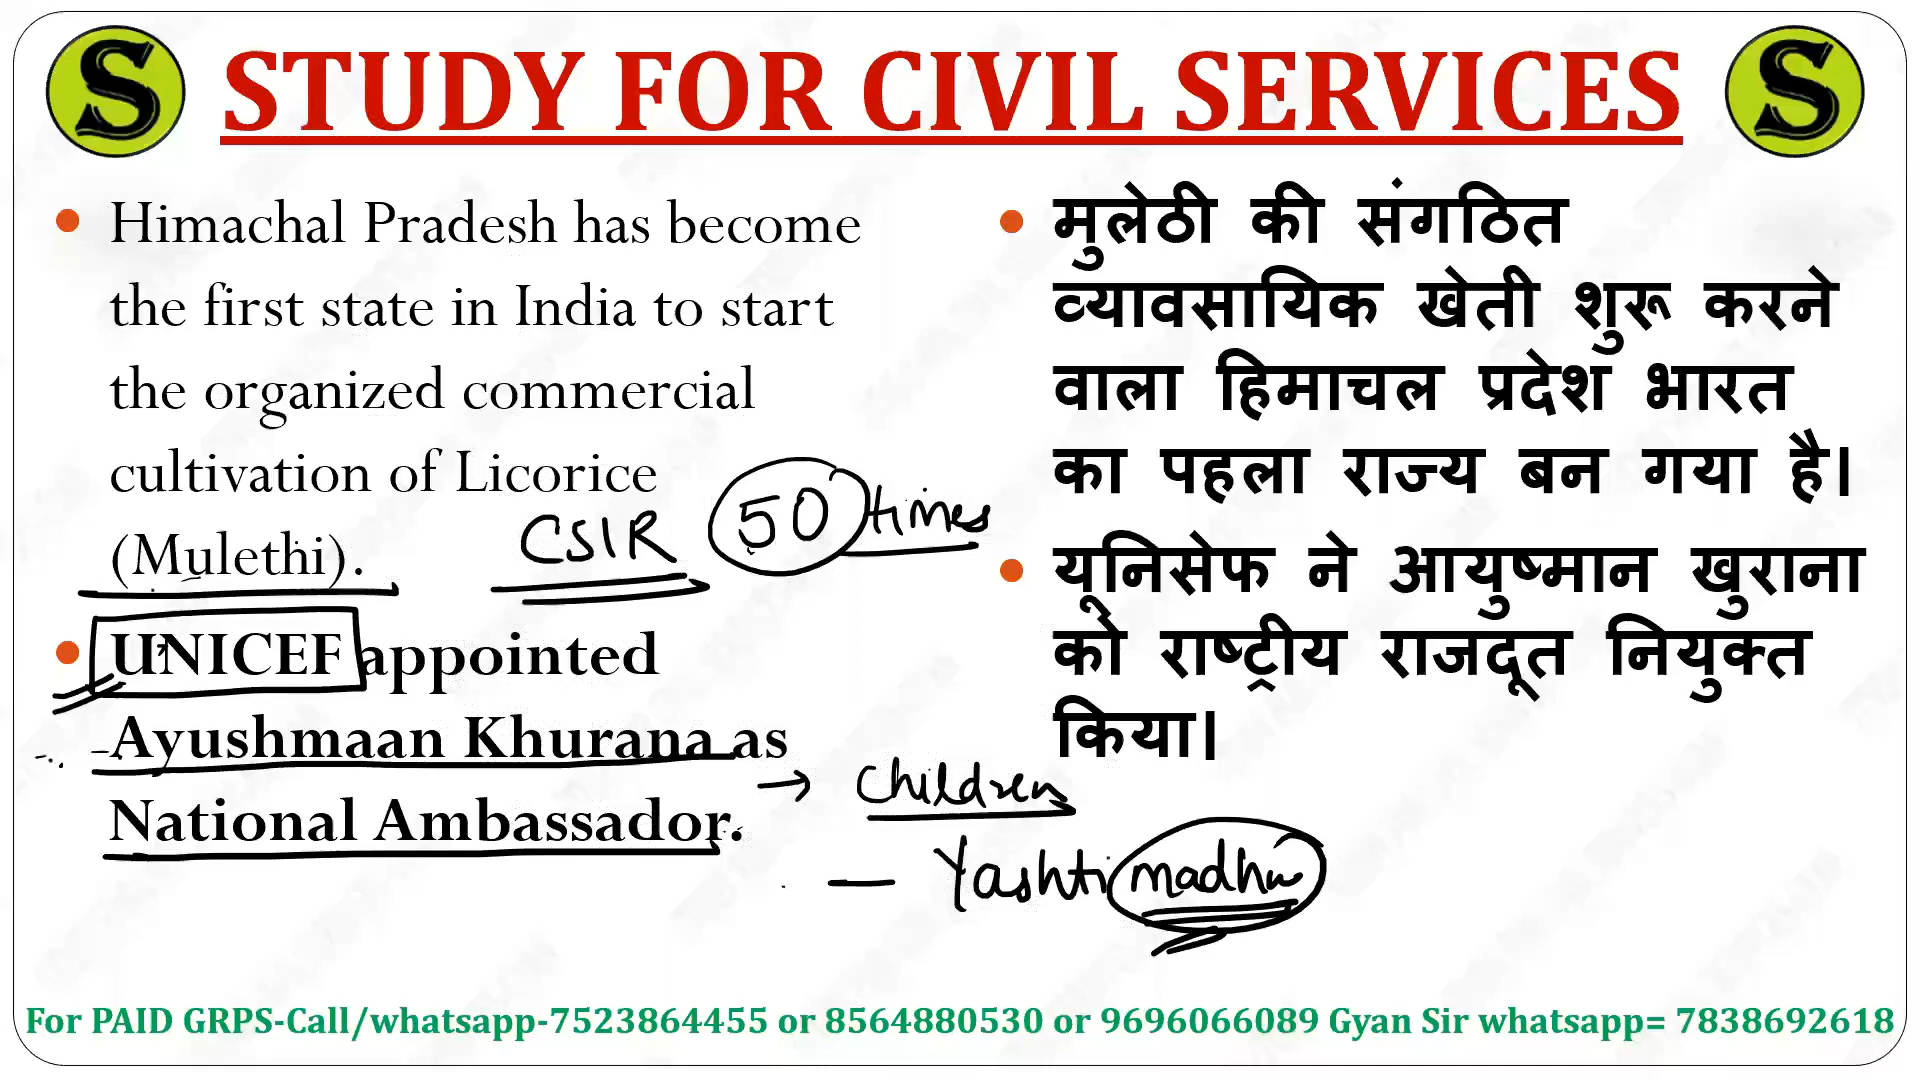 S STUDY FOR CIVIL SERVICES S
• Himachal Pradesh has become
the first state in India to start
the organized commercial
cultivation of Licorice
(Mulethi).
CSIR 50 times
• UNICEF appointed
Ayushmaan Khurana as
National Ambassador.
→ Children
— Yashtimadhu
• मुलेठी की संगठित
व्यावसायिक खेती शुरू करने
वाला हिमाचल प्रदेश भारत
का पहला राज्य बन गया है।
• यूनिसेफ ने आयुष्मान खुराना
को राष्ट्रीय राजदूत नियुक्त
किया।
For PAID GRPS-Call/whatsapp-7523864455 or 8564880530 or 9696066089 Gyan Sir whatsapp= 7838692618